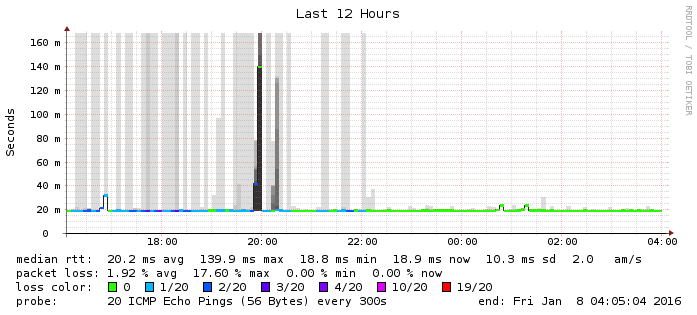 Last 12 Hours
RRDTOOL / TOBI OETIKER
Seconds
160 m
140 m
120 m
100 m
80 m
60 m
40 m
20 m
0
18:00 20:00 22:00 00:00 02:00 04:00
median rtt: 20.2 ms avg 139.9 ms max 18.8 ms min 18.9 ms now 10.3 ms sd 2.0 am/s
packet loss: 1.92 % avg 17.60 % max 0.00 % min 0.00 % now
loss color: 0 1/20 2/20 3/20 4/20 10/20 19/20
probe: 20 ICMP Echo Pings (56 Bytes) every 300s end: Fri Jan 8 04:05:04 2016